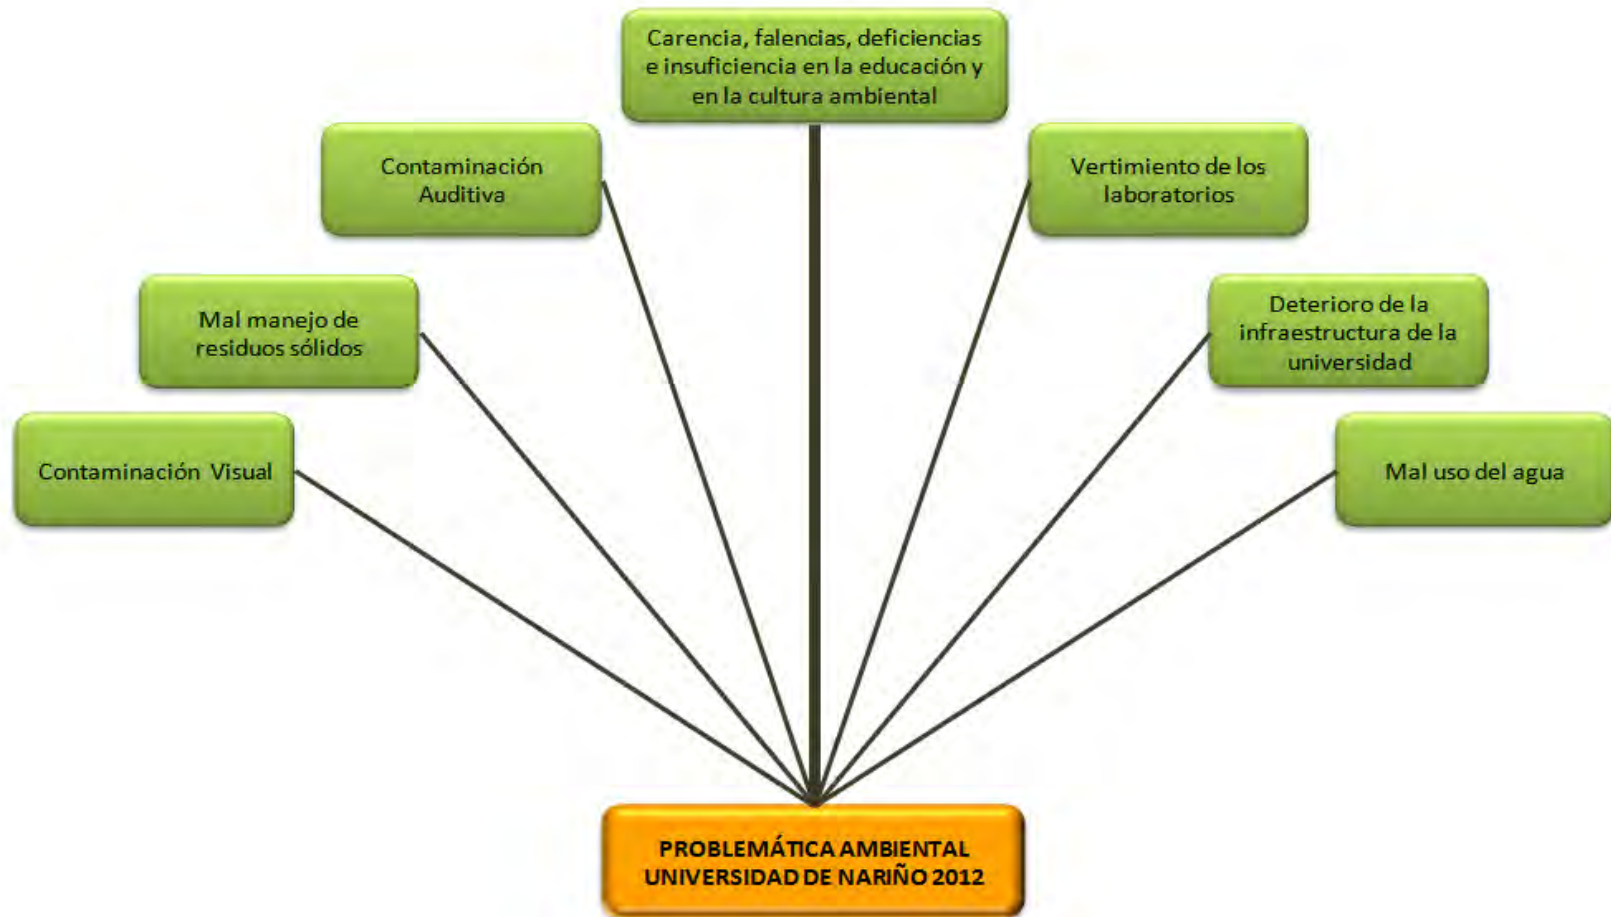 Carencia, falencias, deficiencias
e insuficiencia en la educación y
en la cultura ambiental
Contaminación
Auditiva
Vertimiento de los
laboratorios
Mal manejo de
residuos sólidos
Deterioro de la
infraestructura de la
universidad
Contaminación Visual
Mal uso del agua
PROBLEMÁTICA AMBIENTAL
UNIVERSIDAD DE NARIÑO 2012